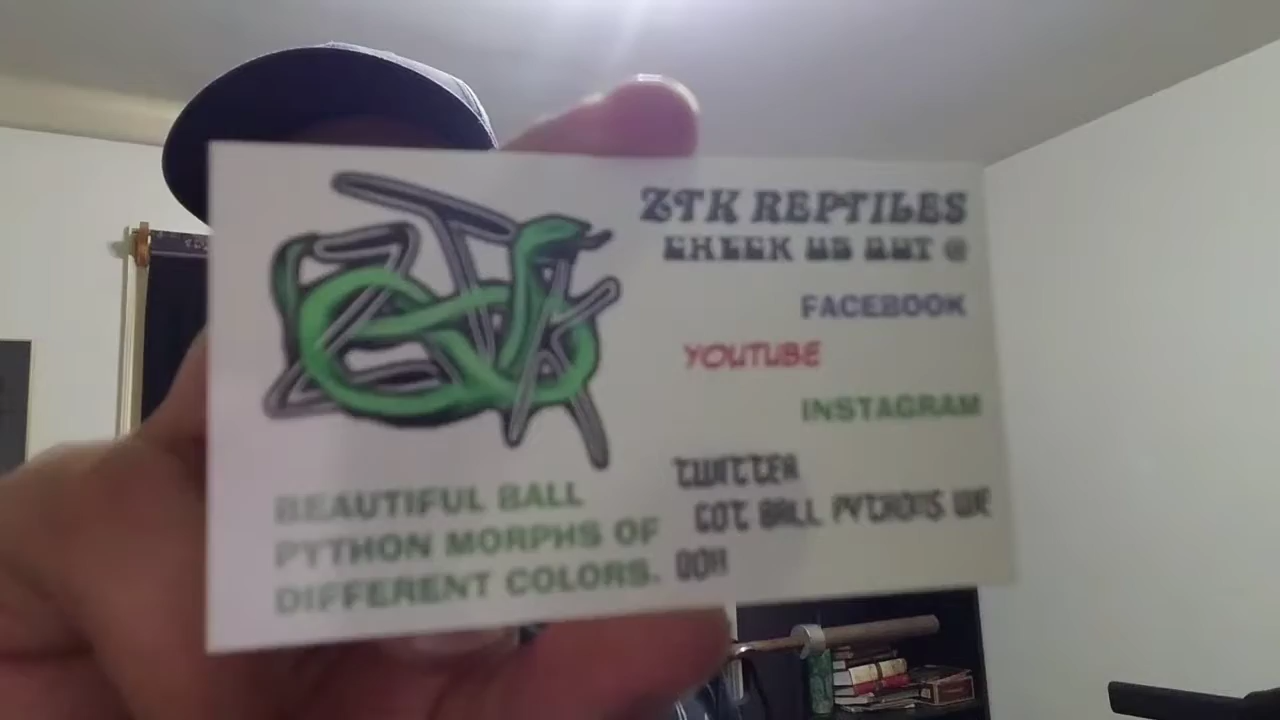 ZTK REPTILES
CHECK US OUT @
FACEBOOK
YOUTUBE
INSTAGRAM
TWITTER
GOT BALL PYTHONS WE
DO!!
BEAUTIFUL BALL
PYTHON MORPHS OF
DIFFERENT COLORS.
ZTK